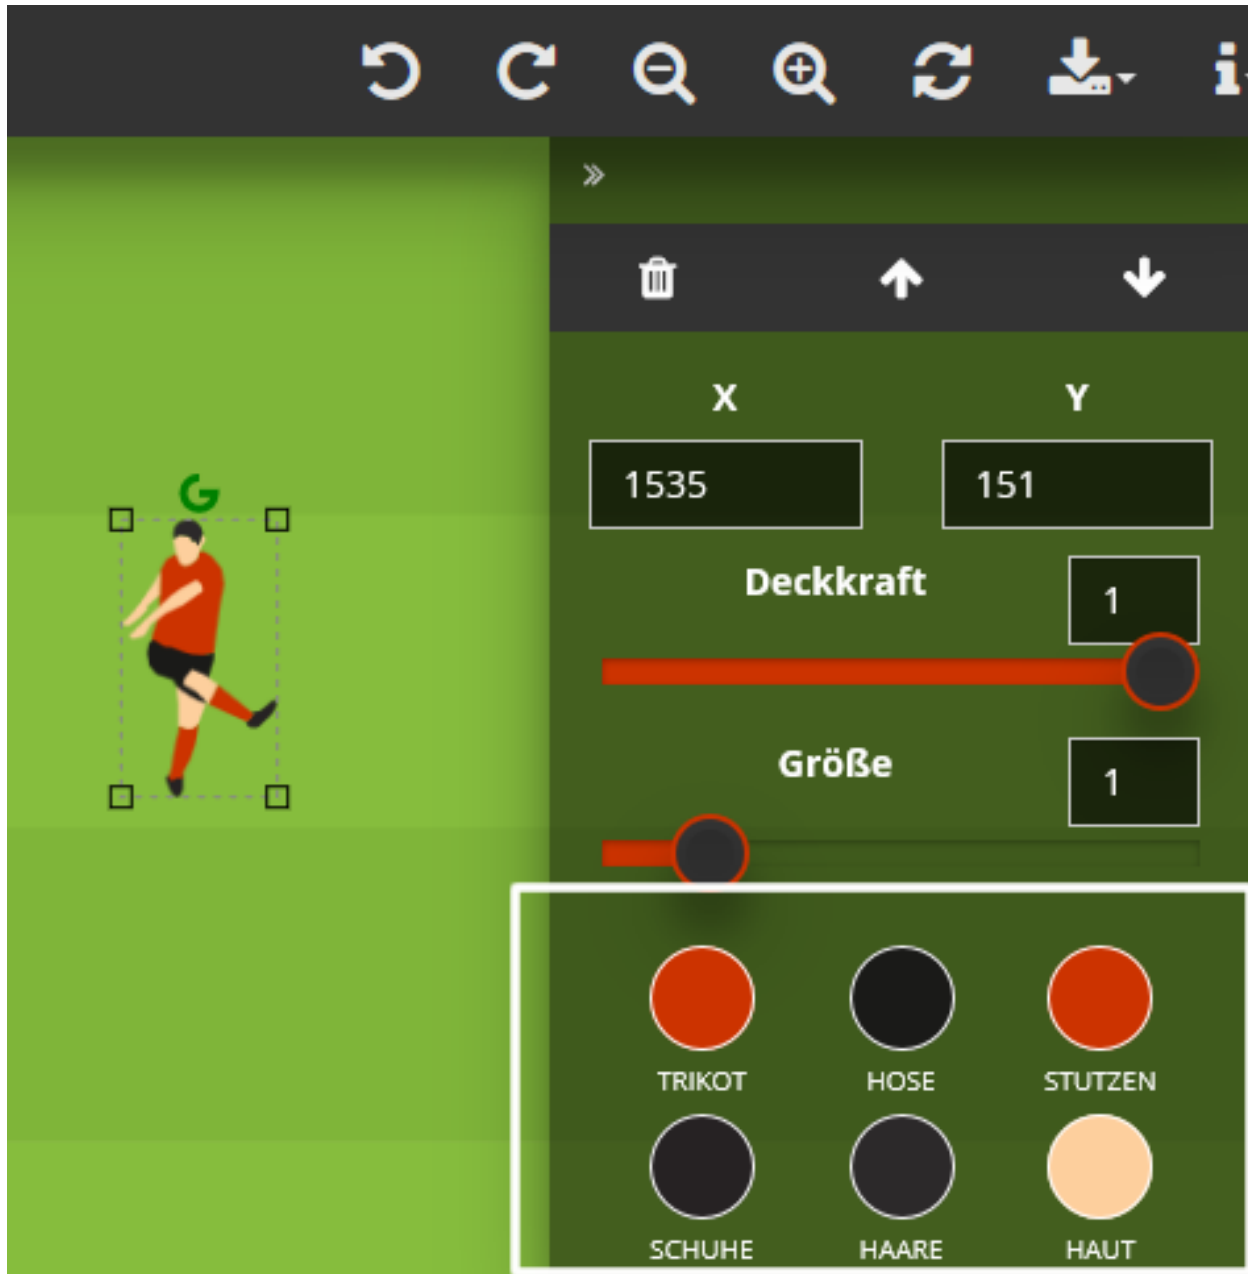 X Y
1535 151
Deckkraft 1
Größe 1
TRIKOT HOSE STUTZEN
SCHUHE HAARE HAUT